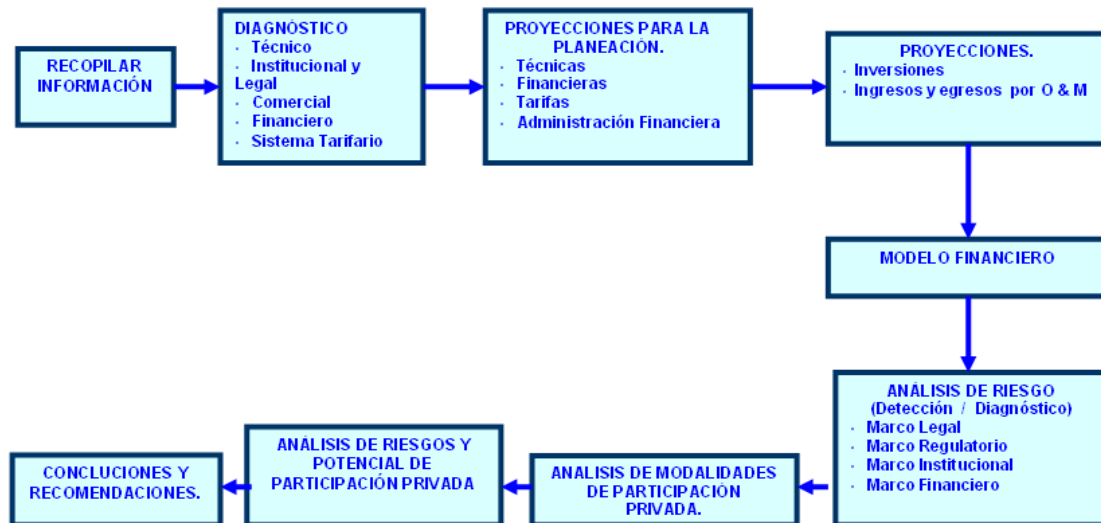 RECOPILAR
INFORMACIÓN
DIAGNÓSTICO
· Técnico
· Institucional y
Legal
· Comercial
· Financiero
· Sistema Tarifario
PROYECCIONES PARA LA
PLANEACIÓN.
· Técnicas
· Financieras
· Tarifas
· Administración Financiera
PROYECCIONES.
· Inversiones
· Ingresos y egresos por O & M
MODELO FINANCIERO
ANÁLISIS DE RIESGO
(Detección / Diagnóstico)
· Marco Legal
· Marco Regulatorio
· Marco Institucional
· Marco Financiero
ANALISIS DE MODALIDADES
DE PARTICIPACIÓN
PRIVADA.
ANÁLISIS DE RIESGOS Y
POTENCIAL DE
PARTICIPACIÓN PRIVADA
CONCLUCIONES Y
RECOMENDACIONES.